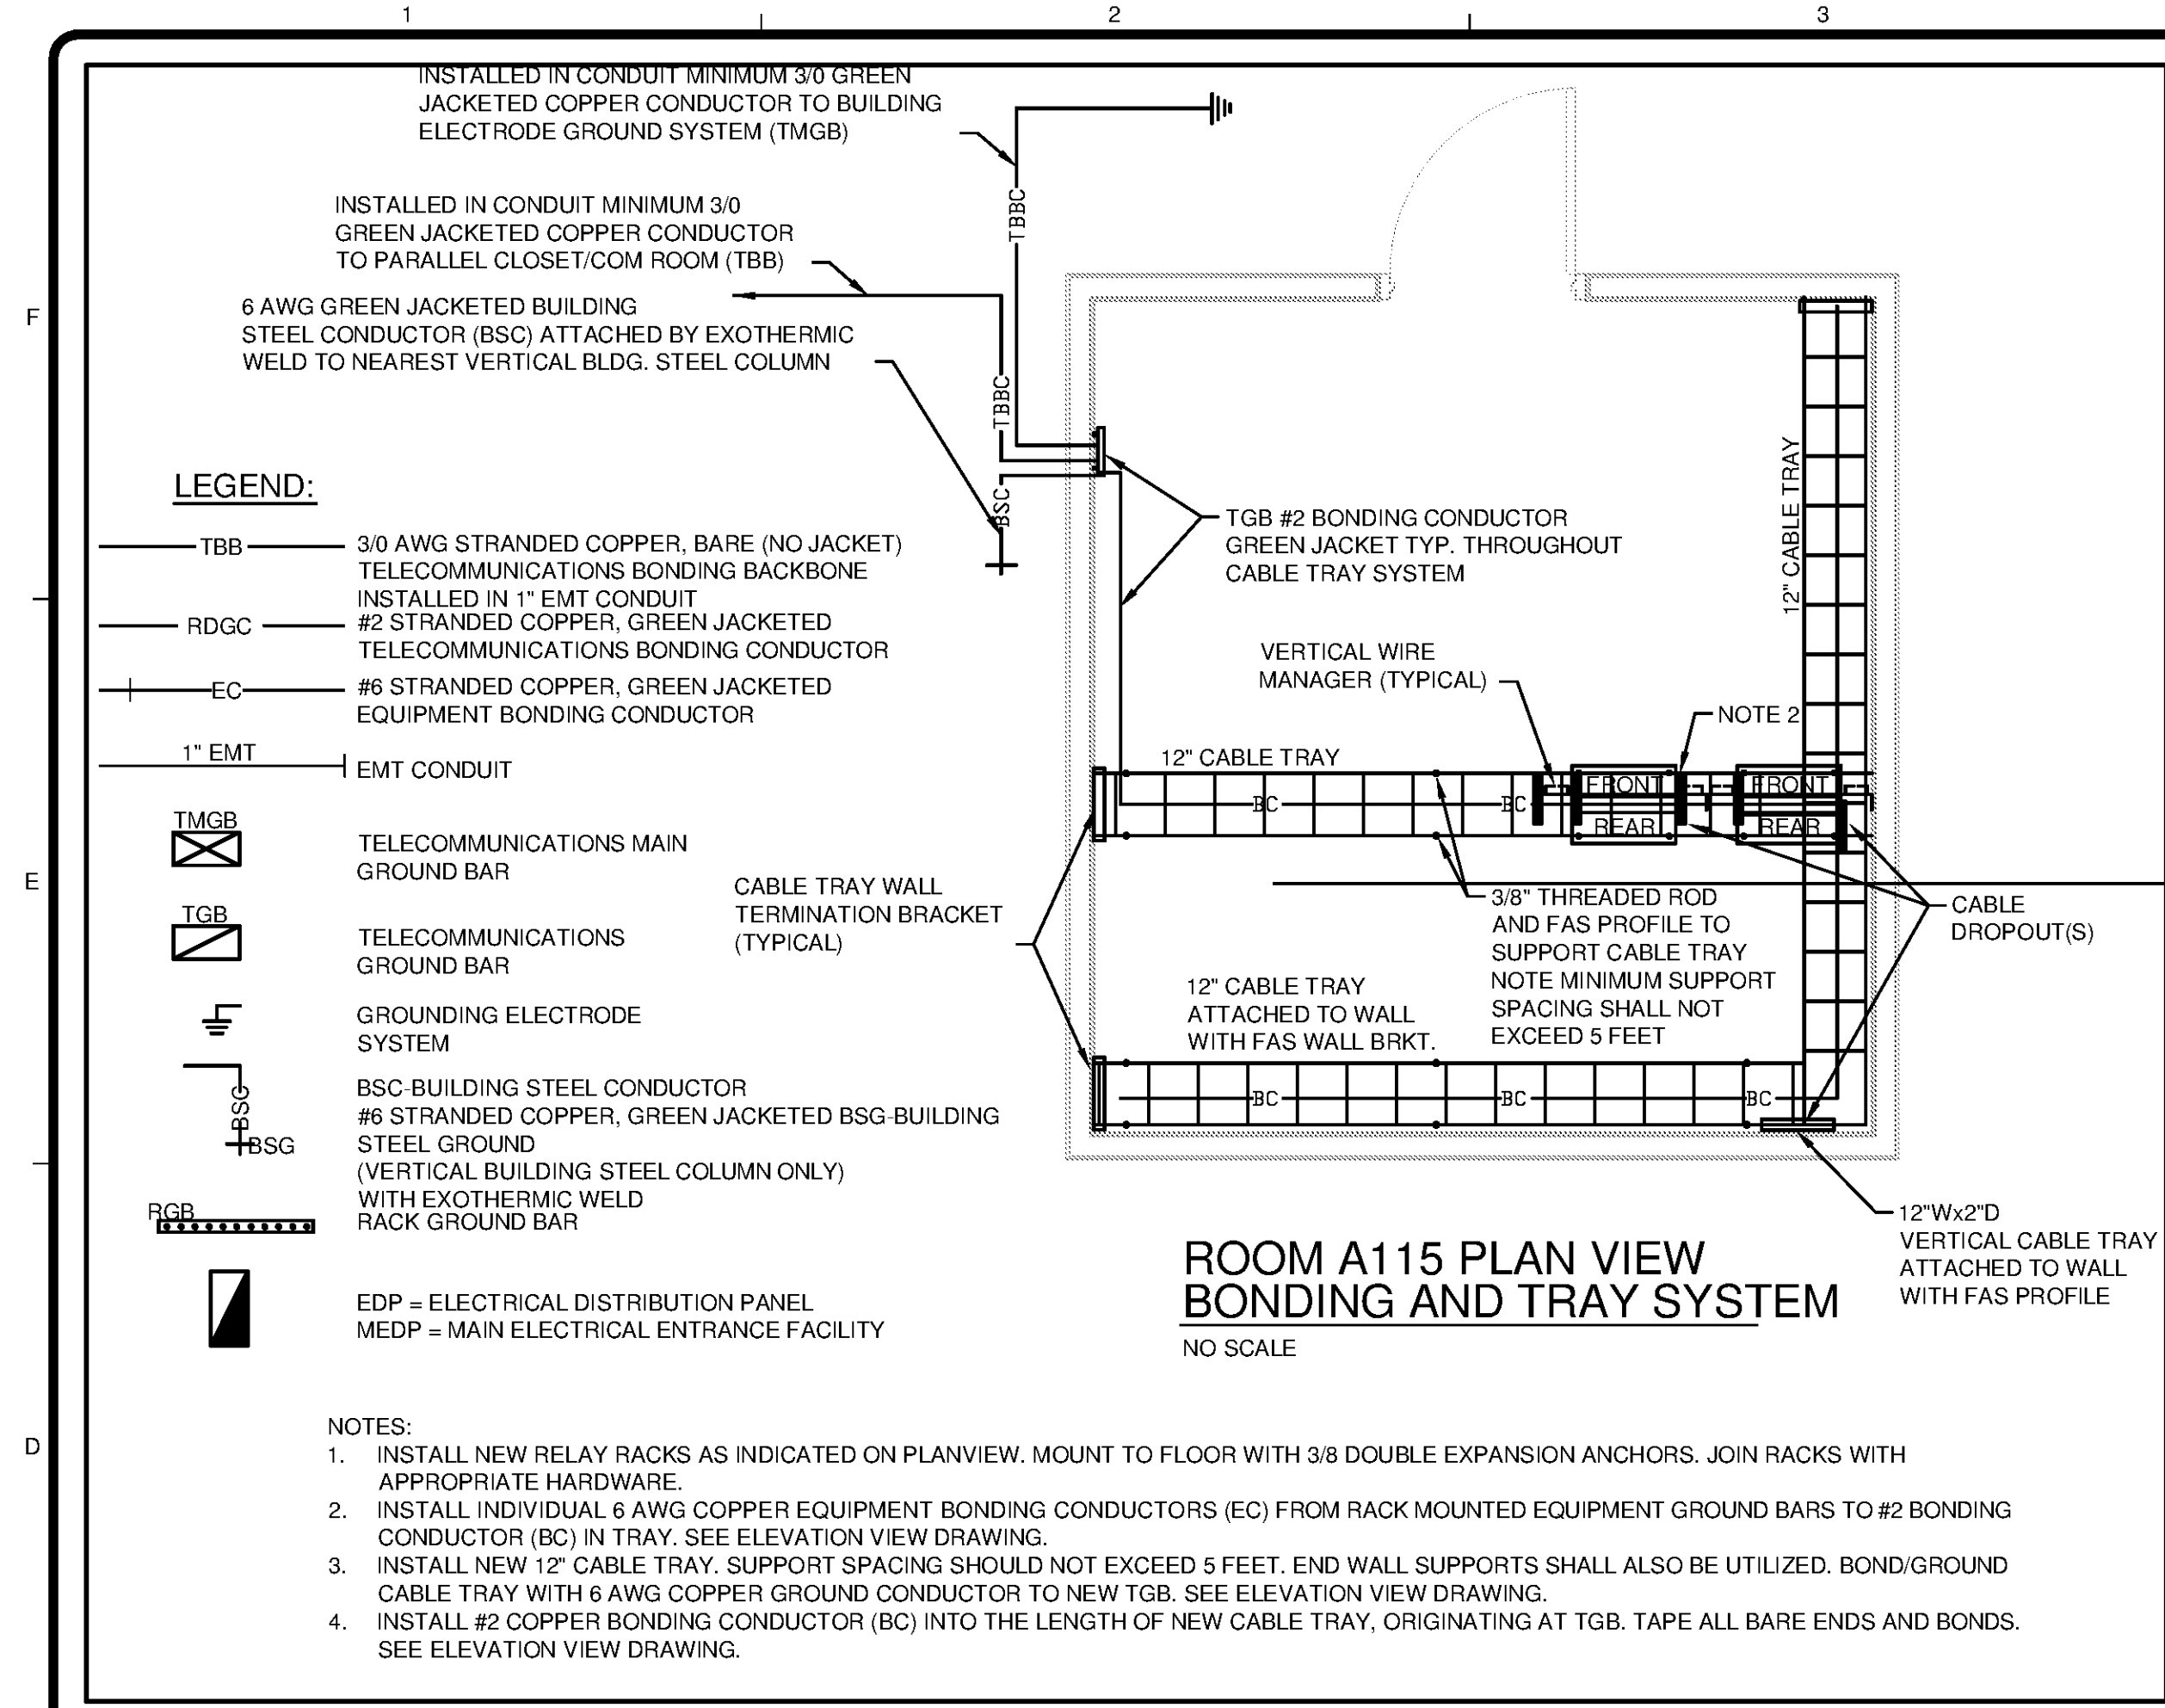 1
2
3
F
E
D
INSTALLED IN CONDUIT MINIMUM 3/0 GREEN
JACKETED COPPER CONDUCTOR TO BUILDING
ELECTRODE GROUND SYSTEM (TMGB)
INSTALLED IN CONDUIT MINIMUM 3/0
GREEN JACKETED COPPER CONDUCTOR
TO PARALLEL CLOSET/COM ROOM (TBB)
6 AWG GREEN JACKETED BUILDING
STEEL CONDUCTOR (BSC) ATTACHED BY EXOTHERMIC
WELD TO NEAREST VERTICAL BLDG. STEEL COLUMN
TBBC
TBBC
BSC
LEGEND:
TBB
3/0 AWG STRANDED COPPER, BARE (NO JACKET)
TELECOMMUNICATIONS BONDING BACKBONE
INSTALLED IN 1" EMT CONDUIT
RDGC
#2 STRANDED COPPER, GREEN JACKETED
TELECOMMUNICATIONS BONDING CONDUCTOR
EC
#6 STRANDED COPPER, GREEN JACKETED
EQUIPMENT BONDING CONDUCTOR
1" EMT
EMT CONDUIT
TMGB
TELECOMMUNICATIONS MAIN
GROUND BAR
TGB
TELECOMMUNICATIONS
GROUND BAR
GROUNDING ELECTRODE
SYSTEM
BSG
BSG
BSC-BUILDING STEEL CONDUCTOR
#6 STRANDED COPPER, GREEN JACKETED BSG-BUILDING
STEEL GROUND
(VERTICAL BUILDING STEEL COLUMN ONLY)
WITH EXOTHERMIC WELD
RGB
RACK GROUND BAR
EDP = ELECTRICAL DISTRIBUTION PANEL
MEDP = MAIN ELECTRICAL ENTRANCE FACILITY
TGB #2 BONDING CONDUCTOR
GREEN JACKET TYP. THROUGHOUT
CABLE TRAY SYSTEM
12" CABLE TRAY
VERTICAL WIRE
MANAGER (TYPICAL)
NOTE 2
12" CABLE TRAY
BC
BC
FRONT
REAR
FRONT
REAR
CABLE TRAY WALL
TERMINATION BRACKET
(TYPICAL)
3/8" THREADED ROD
AND FAS PROFILE TO
SUPPORT CABLE TRAY
NOTE MINIMUM SUPPORT
SPACING SHALL NOT
EXCEED 5 FEET
CABLE
DROPOUT(S)
12" CABLE TRAY
ATTACHED TO WALL
WITH FAS WALL BRKT.
BC
BC
BC
12"Wx2"D
VERTICAL CABLE TRAY
ATTACHED TO WALL
WITH FAS PROFILE
ROOM A115 PLAN VIEW
BONDING AND TRAY SYSTEM
NO SCALE
NOTES:
1. INSTALL NEW RELAY RACKS AS INDICATED ON PLANVIEW. MOUNT TO FLOOR WITH 3/8 DOUBLE EXPANSION ANCHORS. JOIN RACKS WITH
APPROPRIATE HARDWARE.
2. INSTALL INDIVIDUAL 6 AWG COPPER EQUIPMENT BONDING CONDUCTORS (EC) FROM RACK MOUNTED EQUIPMENT GROUND BARS TO #2 BONDING
CONDUCTOR (BC) IN TRAY. SEE ELEVATION VIEW DRAWING.
3. INSTALL NEW 12" CABLE TRAY. SUPPORT SPACING SHOULD NOT EXCEED 5 FEET. END WALL SUPPORTS SHALL ALSO BE UTILIZED. BOND/GROUND
CABLE TRAY WITH 6 AWG COPPER GROUND CONDUCTOR TO NEW TGB. SEE ELEVATION VIEW DRAWING.
4. INSTALL #2 COPPER BONDING CONDUCTOR (BC) INTO THE LENGTH OF NEW CABLE TRAY, ORIGINATING AT TGB. TAPE ALL BARE ENDS AND BONDS.
SEE ELEVATION VIEW DRAWING.